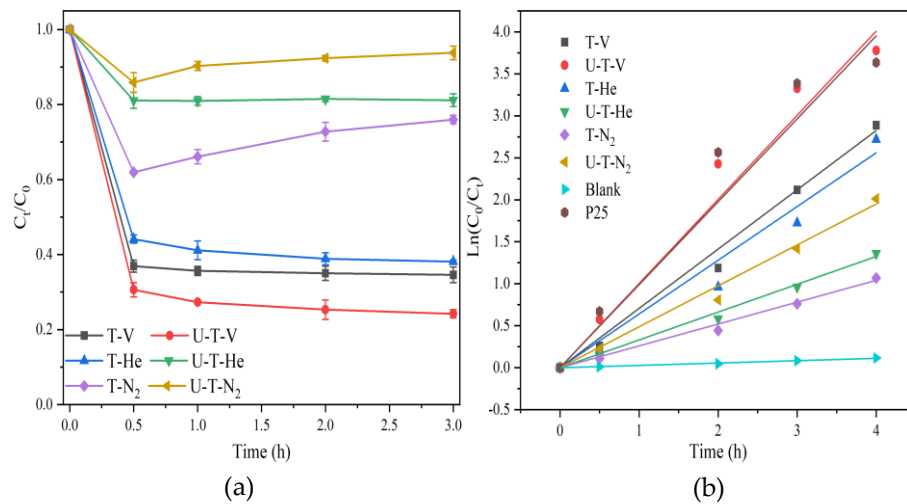 1.0
0.8
0.6
0.4
0.2
0.0
Ct/C0
T-V
U-T-V
T-He
U-T-He
T-N2
U-T-N2
0.0 0.5 1.0 1.5 2.0 2.5 3.0
Time (h)
(a)
4.0
3.5
3.0
2.5
2.0
1.5
1.0
0.5
0.0
-0.5
Ln(C0/Ct)
T-V
U-T-V
T-He
U-T-He
T-N2
U-T-N2
Blank
P25
0 1 2 3 4
Time (h)
(b)